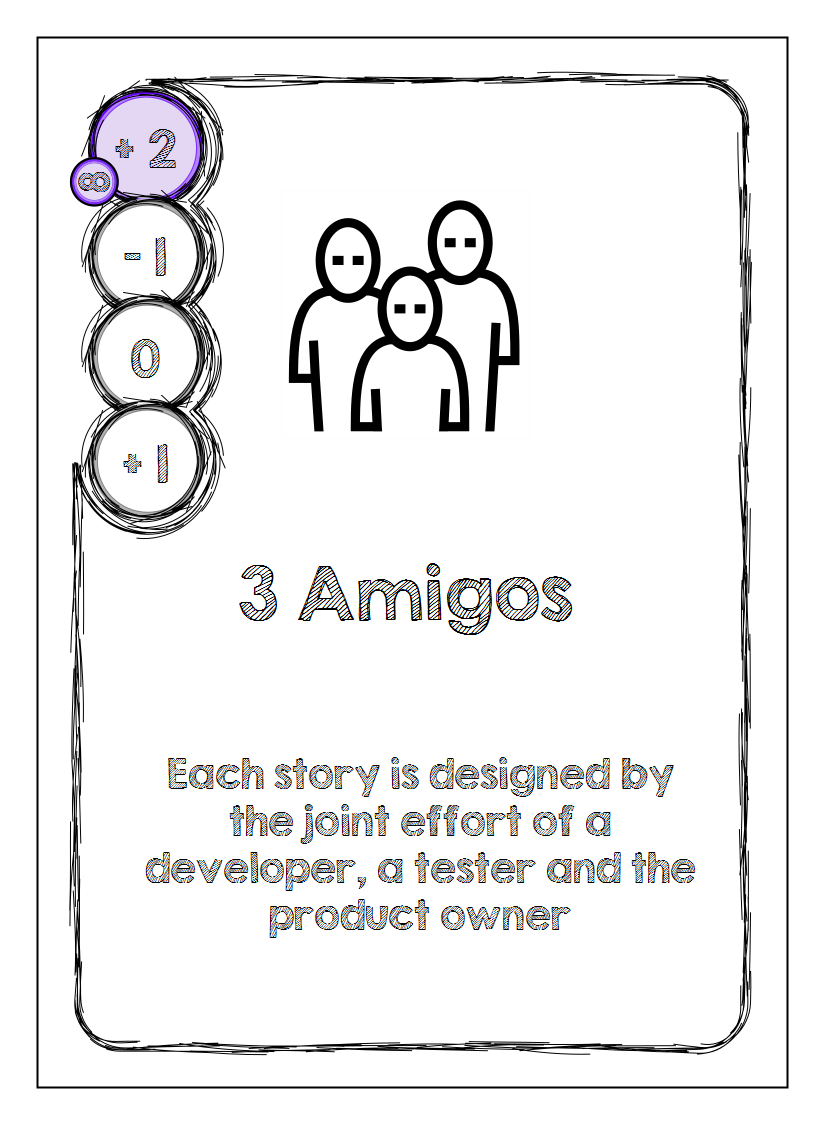 + 2
∞
-1
0
+1
3 Amigos
Each story is designed by
the joint effort of a
developer, a tester and the
product owner